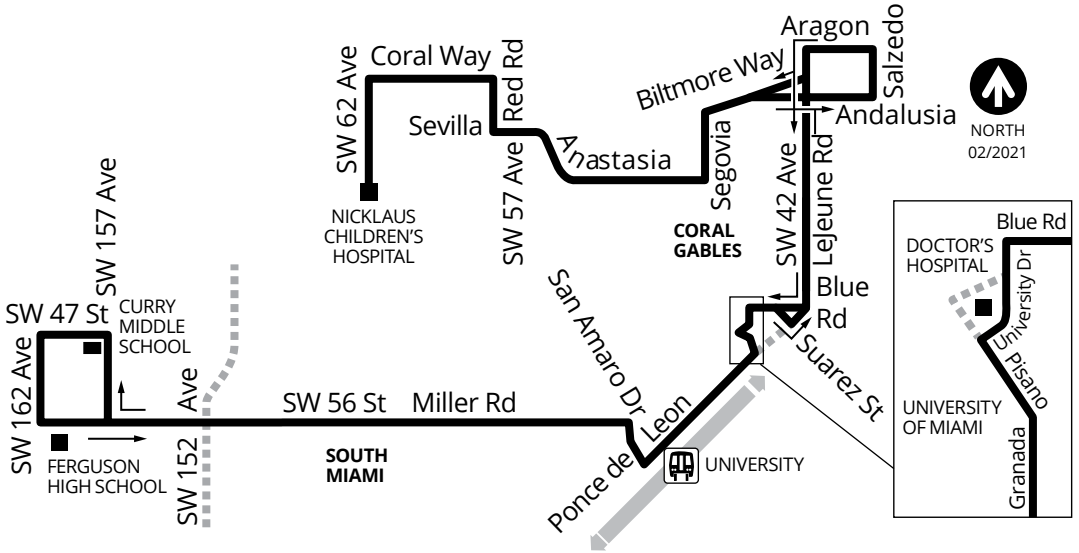 Aragon
Salzedo
Coral Way
Red Rd
SW 62 Ave
Biltmore Way
Andalusia
Sevilla
Anastasia
Segovia
SW 57 Ave
NORTH
02/2021
NICKLAUS
CHILDREN'S
HOSPITAL
CORAL
GABLES
SW 42 Ave
LeJeune Rd
SW 157 Ave
Blue
Rd
San Amaro Dr
Suarez St
SW 47 St
CURRY
MIDDLE
SCHOOL
SW 162 Ave
SW 152 Ave
SW 56 St
Miller Rd
FERGUSON
HIGH SCHOOL
SOUTH
MIAMI
Ponce de Leon
UNIVERSITY
Blue Rd
DOCTOR'S
HOSPITAL
University Dr
Pisano
UNIVERSITY
OF MIAMI
Granada